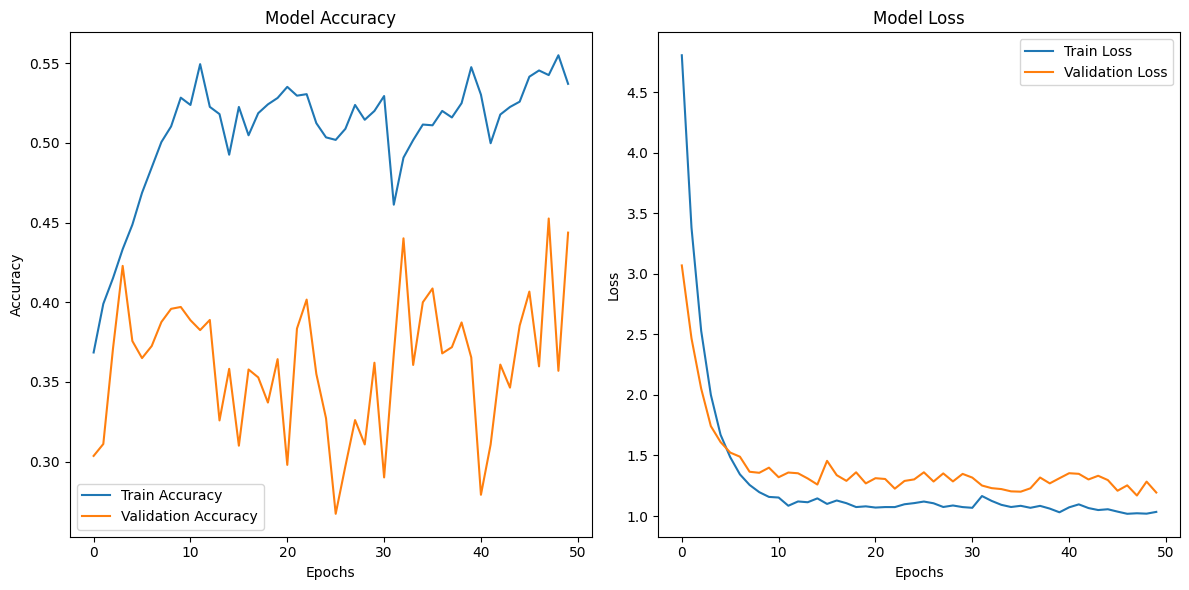 Model Accuracy
Accuracy
0.55
0.50
0.45
0.40
0.35
0.30
Train Accuracy
Validation Accuracy
0 10 20 30 40 50
Epochs
Model Loss
Loss
4.5
4.0
3.5
3.0
2.5
2.0
1.5
1.0
Train Loss
Validation Loss
0 10 20 30 40 50
Epochs